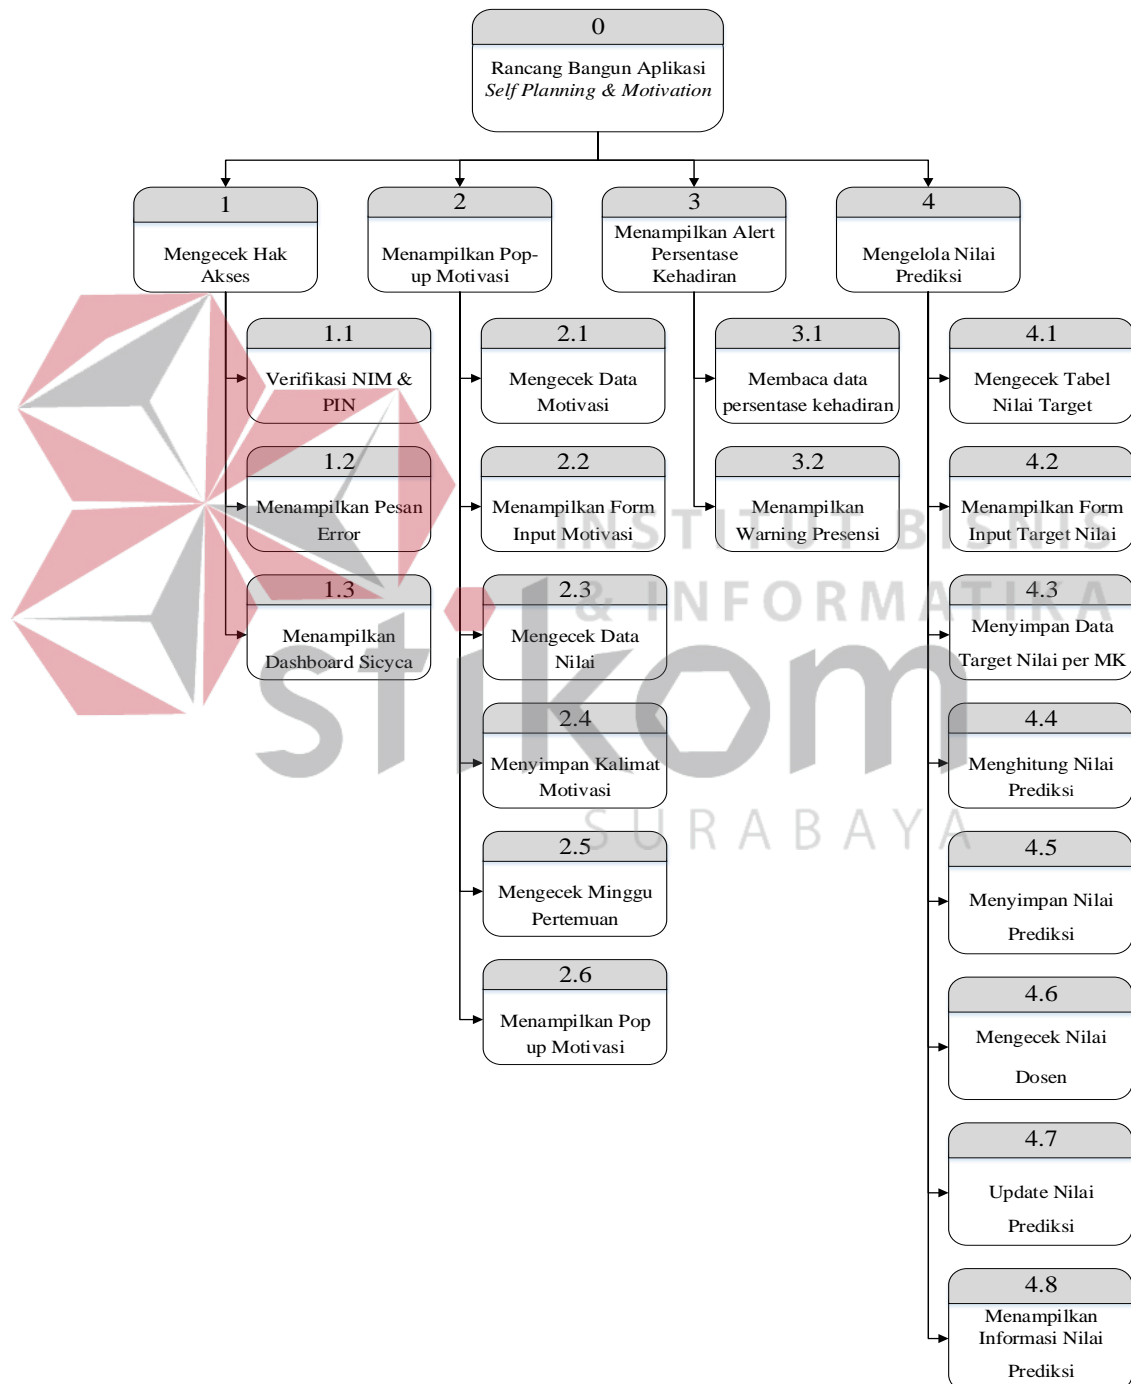 0
Rancang Bangun Aplikasi
Self Planning & Motivation
1
Mengecek Hak
Akses
2
Menampilkan Pop-
up Motivasi
3
Menampilkan Alert
Persentase
Kehadiran
4
Mengelola Nilai
Prediksi
1.1
Verifikasi NIM &
PIN
1.2
Menampilkan Pesan
Error
1.3
Menampilkan
Dashboard Sicyca
2.1
Mengecek Data
Motivasi
2.2
Menampilkan Form
Input Motivasi
2.3
Mengecek Data
Nilai
2.4
Menyimpan Kalimat
Motivasi
2.5
Mengecek Minggu
Pertemuan
2.6
Menampilkan Pop
up Motivasi
3.1
Membaca data
persentase kehadiran
3.2
Menampilkan
Warning Presensi
4.1
Mengecek Tabel
Nilai Target
4.2
Menampilkan Form
Input Target Nilai
4.3
Menyimpan Data
Target Nilai per MK
4.4
Menghitung Nilai
Prediksi
4.5
Menyimpan Nilai
Prediksi
4.6
Mengecek Nilai
Dosen
4.7
Update Nilai
Prediksi
4.8
Menampilkan
Informasi Nilai
Prediksi
INSTITUT BISNIS
& INFORMATIKA
stikom
SURABAYA